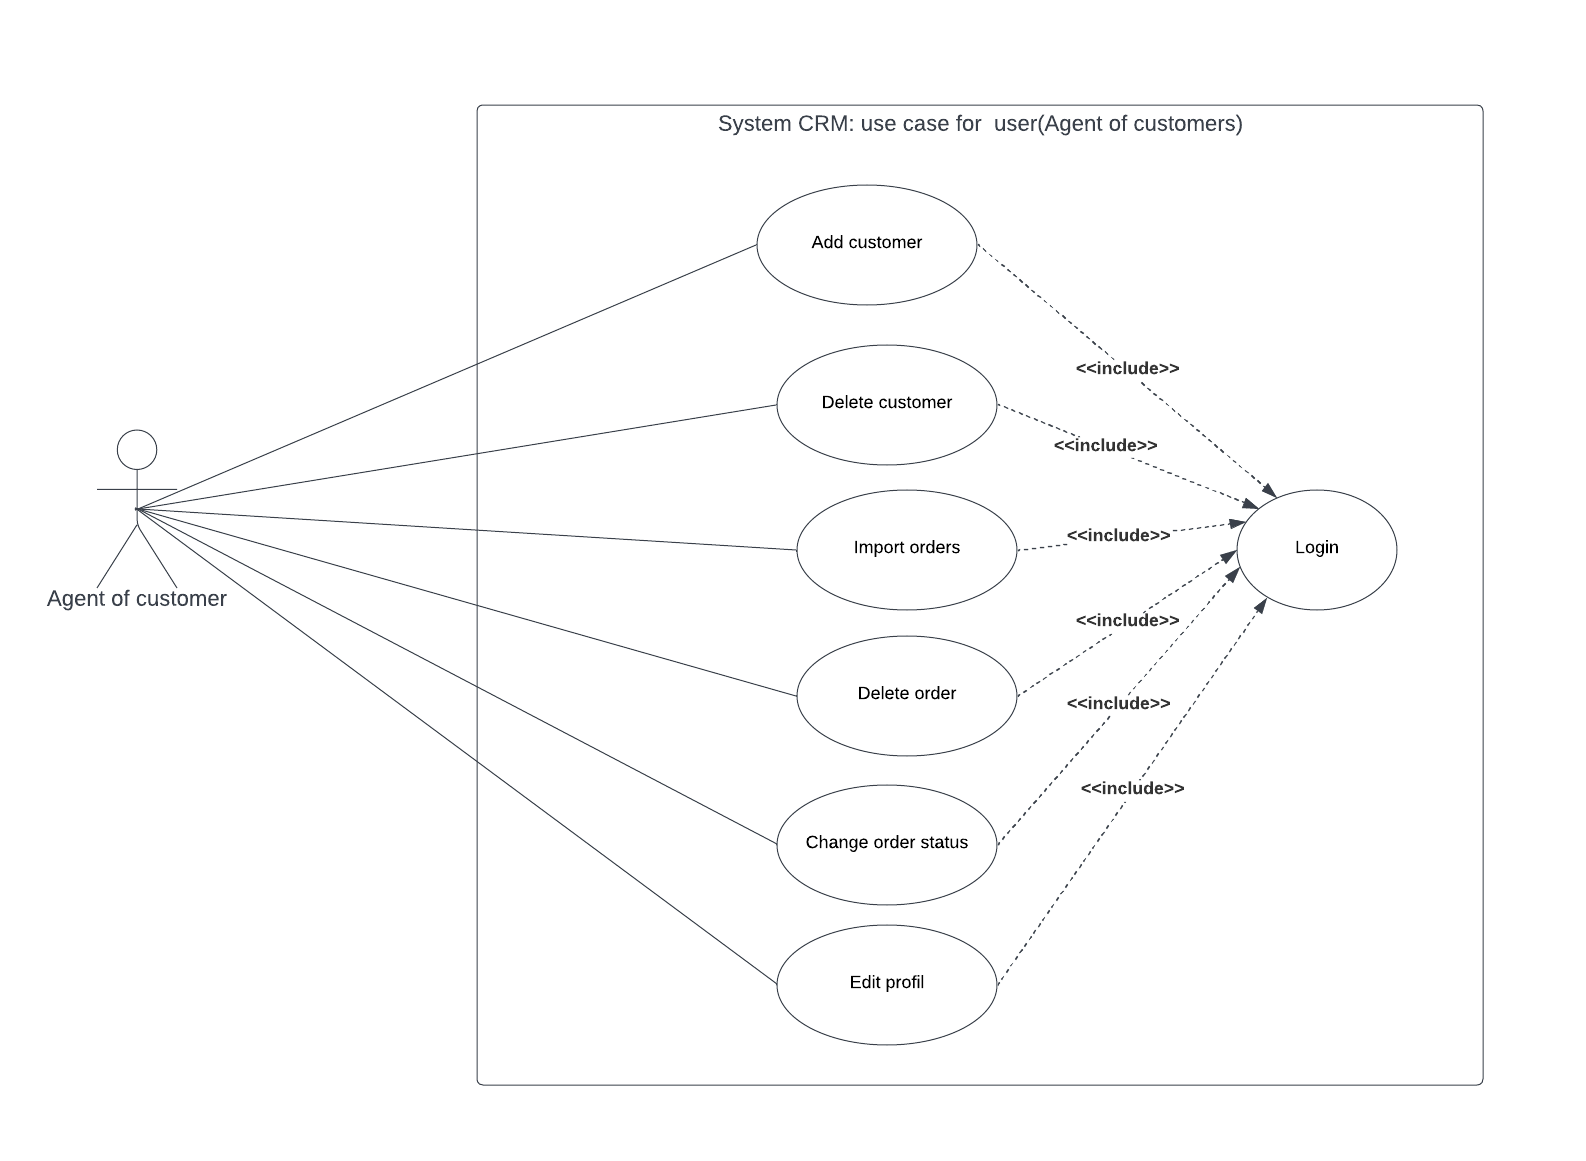 System CRM: use case for  user(Agent of customers)
Add customer
<<include>>
Delete customer
<<include>>
Import orders
<<include>>
Login
Agent of customer
<<include>>
Delete order
<<include>>
<<include>>
Change order status
Edit profil